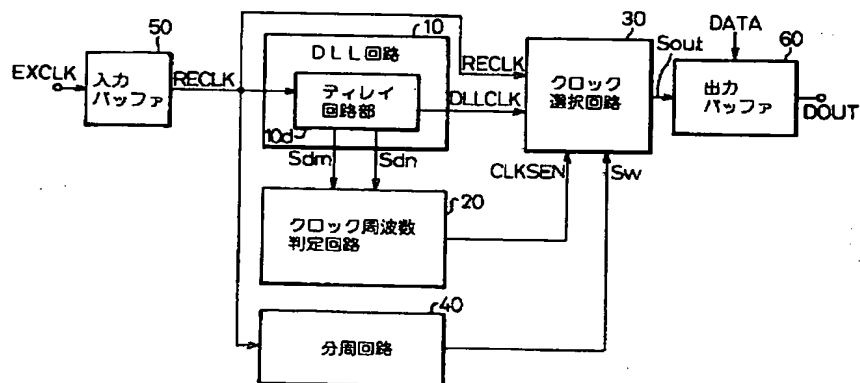 50
EXCLK
入力
バッファ
RECLK
10
DLL回路
ディレイ
回路部
10d
Sdm
Sdn
DLLCLK
RECLK
30
クロック
選択回路
Sout
DATA
60
出力
バッファ
DOUT
CLKSEN
Sw
20
クロック周波数
判定回路
40
分周回路